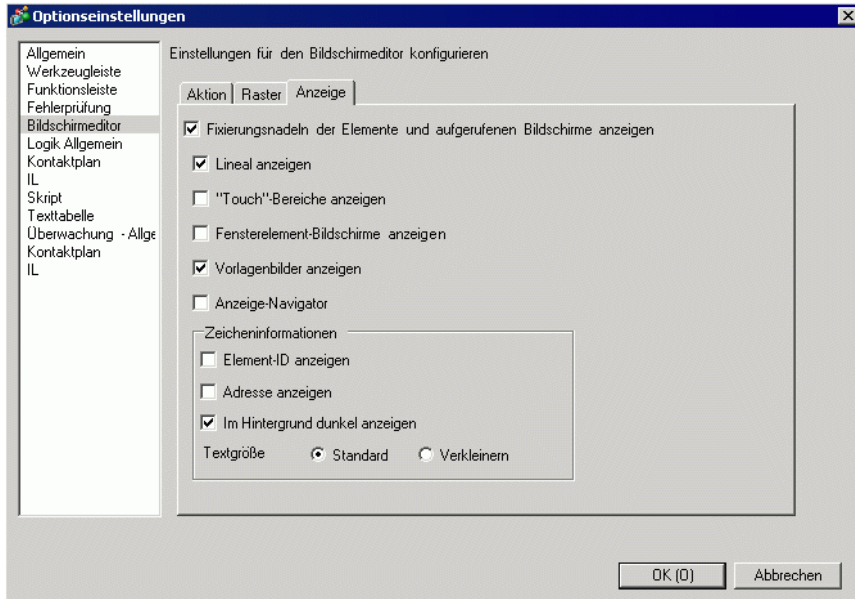 Optionseinstellungen
Allgemein
Werkzeugleiste
Funktionsleiste
Fehlerprüfung
Bildschirmeditor
Logik Allgemein
Kontaktplan
IL
Skript
Texttabelle
Überwachung - Allge
Kontaktplan
IL
Einstellungen für den Bildschirmeditor konfigurieren
Aktion Raster Anzeige
Fixierungsnadeln der Elemente und aufgerufenen Bildschirme anzeigen
Lineal anzeigen
"Touch"-Bereiche anzeigen
Fensterelement-Bildschirme anzeigen
Vorlagenbilder anzeigen
Anzeige-Navigator
Zeicheninformationen
Element-ID anzeigen
Adresse anzeigen
Im Hintergrund dunkel anzeigen
Textgröße Standard Verkleinern
OK (O) Abbrechen